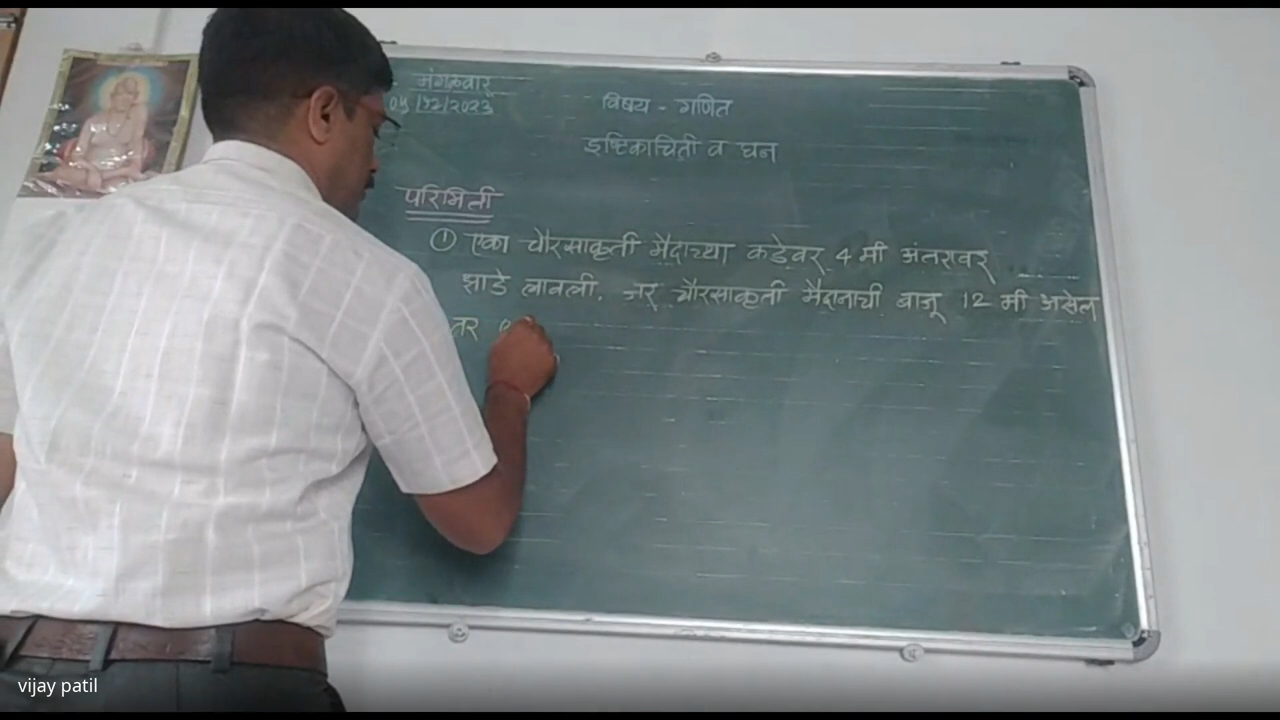 मंगळवार
05/12/2023
विषय - गणित
इष्टिकाचिती व घन
परिमिती
① एका चौरसाकृती मैदाच्या कडेवर 4 मी अंतरावर
झाडे लावली. जर चौरसाकृती मैदानाची बाजू 12 मी असेल
तर
vijay patil